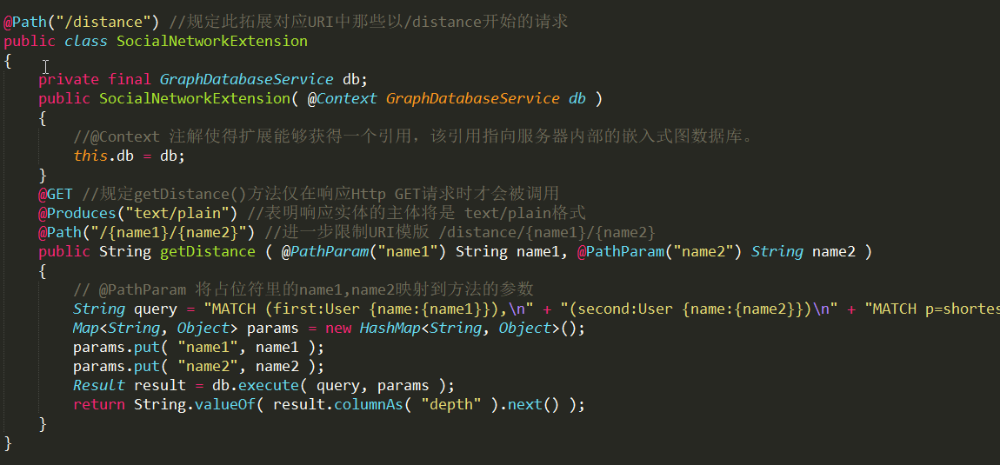 @Path("/distance") //规定此拓展对应URI中那些以/distance开始的请求
public class SocialNetworkExtension
{
    private final GraphDatabaseService db;
    public SocialNetworkExtension( @Context GraphDatabaseService db )
    {
        //@Context 注解使得扩展能够获得一个引用，该引用指向服务器内部的嵌入式图数据库。
        this.db = db;
    }
    @GET //规定getDistance()方法仅在响应Http GET请求时才会被调用
    @Produces("text/plain") //表明响应实体的主体将是 text/plain格式
    @Path("/{name1}/{name2}") //进一步限制URI模版 /distance/{name1}/{name2}
    public String getDistance ( @PathParam("name1") String name1, @PathParam("name2") String name2 )
    {
        // @PathParam 将占位符里的name1,name2映射到方法的参数
        String query = "MATCH (first:User {name:{name1}}),\n" + "(second:User {name:{name2}})\n" + "MATCH p=shortes
        Map<String, Object> params = new HashMap<String, Object>();
        params.put( "name1", name1 );
        params.put( "name2", name2 );
        Result result = db.execute( query, params );
        return String.valueOf( result.columnAs( "depth" ).next() );
    }
}